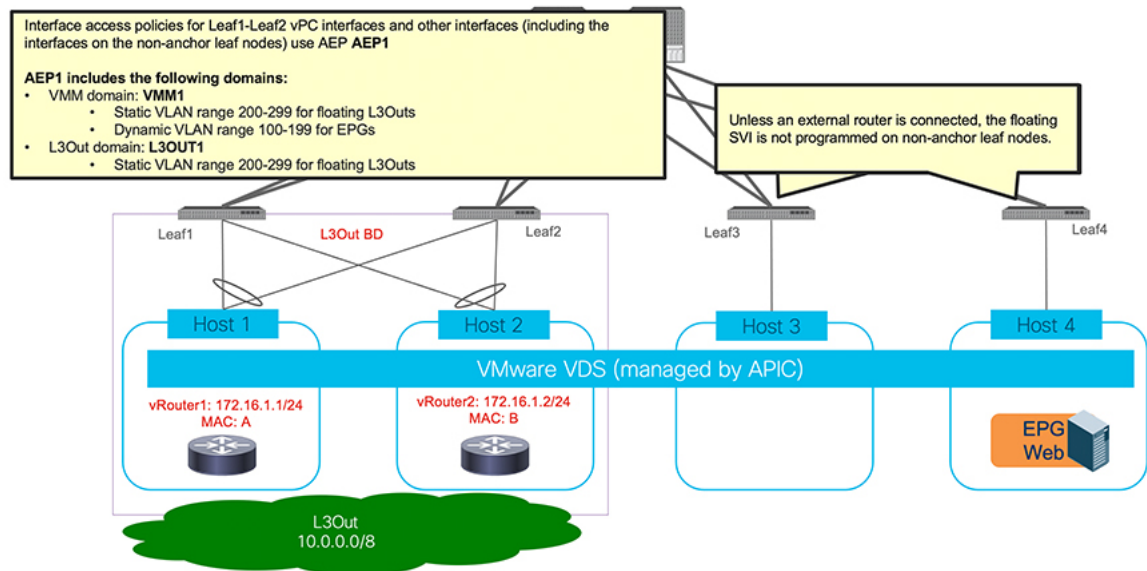 Interface access policies for Leaf1-Leaf2 vPC interfaces and other interfaces (including the
interfaces on the non-anchor leaf nodes) use AEP AEP1
AEP1 includes the following domains:
• VMM domain: VMM1
• Static VLAN range 200-299 for floating L3Outs
• Dynamic VLAN range 100-199 for EPGs
• L3Out domain: L3OUT1
• Static VLAN range 200-299 for floating L3Outs
Unless an external router is connected, the floating
SVI is not programmed on non-anchor leaf nodes.
Leaf1
L3Out BD
Leaf2
Leaf3
Leaf4
Host 1
Host 2
Host 3
Host 4
VMware VDS (managed by APIC)
vRouter1: 172.16.1.1/24
MAC: A
vRouter2: 172.16.1.2/24
MAC: B
EPG
Web
L3Out
10.0.0.0/8